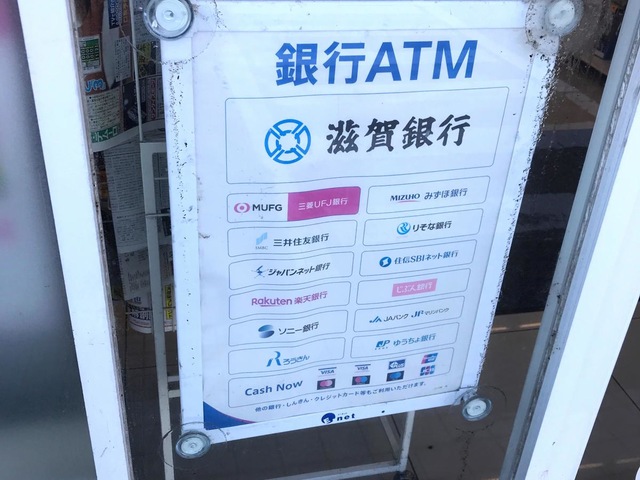 銀行ATM
滋賀銀行
MUFG 三菱UFJ銀行
MIZUHO みずほ銀行
三井住友銀行
りそな銀行
ジャパンネット銀行
住信SBIネット銀行
Rakuten 楽天銀行
じぶん銀行
ソニー銀行
JAバンク JFマリンバンク
ろうきん
JP ゆうちょ銀行
Cash Now VISA VISA
JCB
他の銀行・しんきん・クレジットカード等もご利用いただけます。
e net